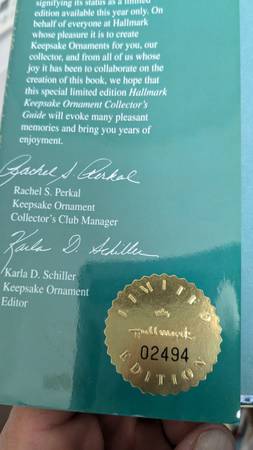 signifying its status as a limited
edition available this year only. On
behalf of everyone at Hallmark
whose pleasure it is to create
Keepsake Ornaments for you, our
collector, and from all of us whose
joy it has been to collaborate on the
creation of this book, we hope that
this special limited edition Hallmark
Keepsake Ornament Collector's
Guide will evoke many pleasant
memories and bring you years of
enjoyment.
Rachel S Perkal
Rachel S. Perkal
Keepsake Ornament
Collector's Club Manager
Karla D. Schiller
Karla D. Schiller
Keepsake Ornament
Editor
LIMITED
Hallmark
02494
EDITION